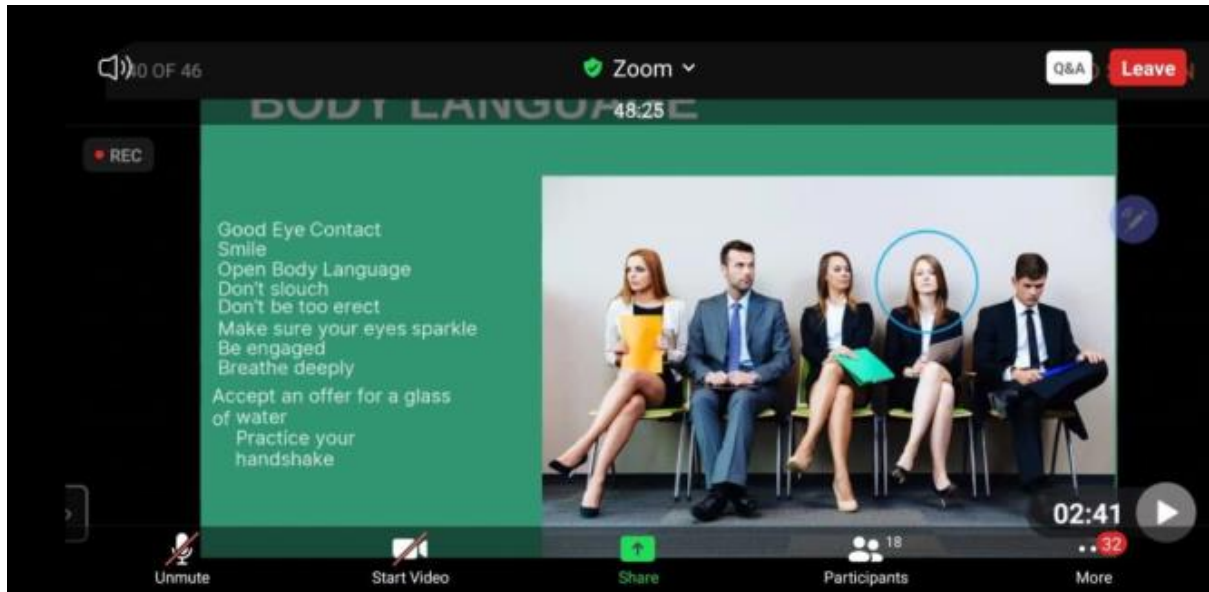 40 OF 46
Zoom
Q&A
Leave
BODY LANGUAGE
48:25
REC
Good Eye Contact
Smile
Open Body Language
Don't slouch
Don't be too erect
Make sure your eyes sparkle
Be engaged
Breathe deeply
Accept an offer for a glass
of water
Practice your
handshake
02:41
18
32
Unmute
Start Video
Share
Participants
More